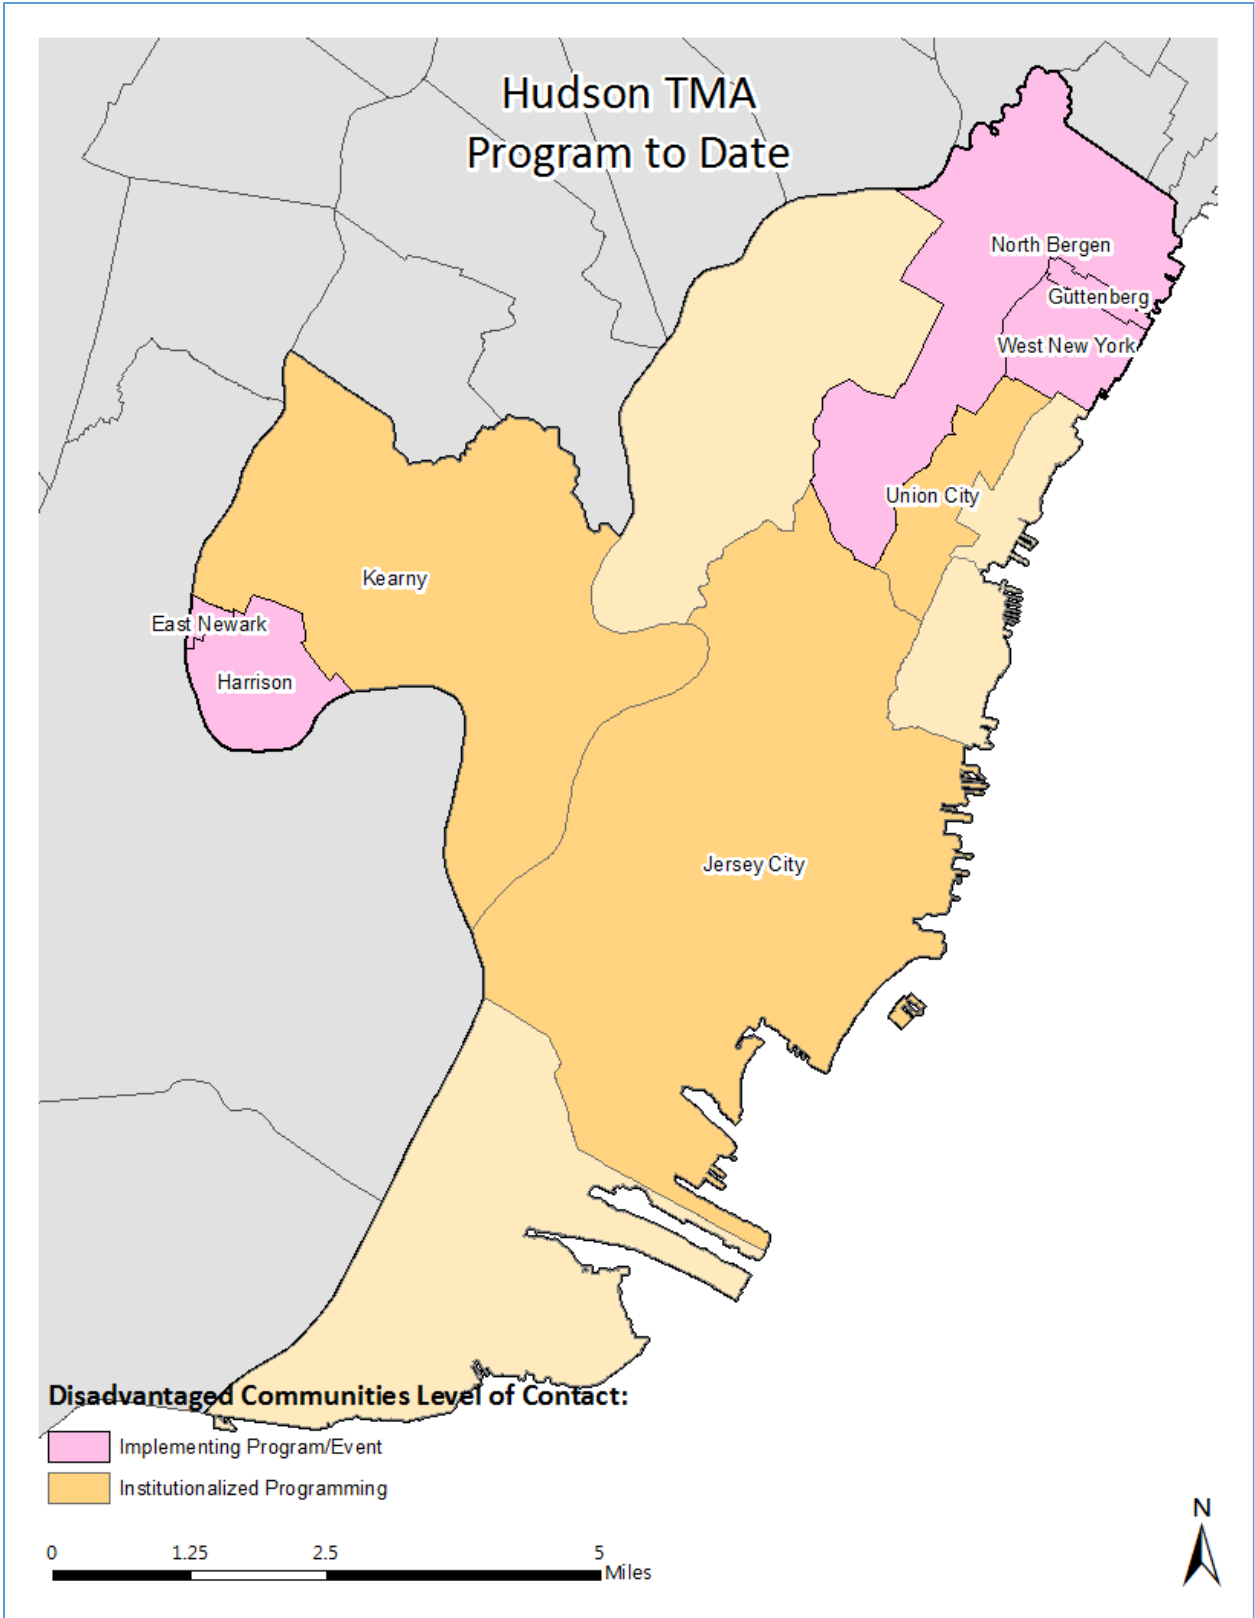 Hudson TMA
Program to Date
North Bergen
Guttenberg
West New York
Union City
Kearny
East Newark
Harrison
Jersey City
Disadvantaged Communities Level of Contact:
Implementing Program/Event
Institutionalized Programming
N
0 1.25 2.5 5
Miles